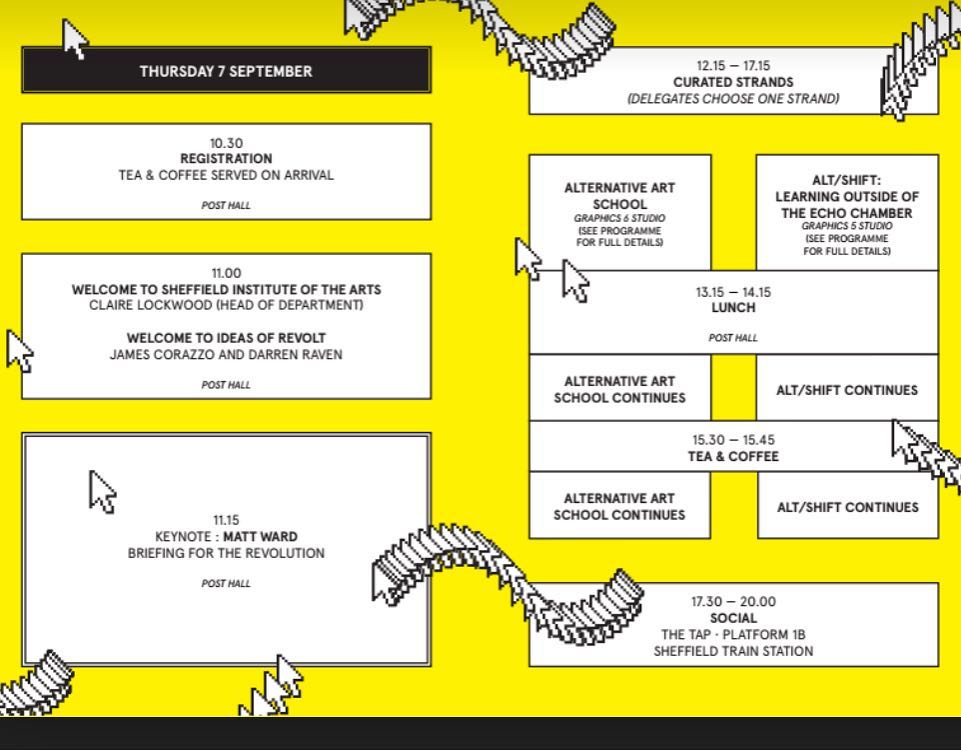 THURSDAY 7 SEPTEMBER
10.30
REGISTRATION
TEA & COFFEE SERVED ON ARRIVAL
POST HALL
11.00
WELCOME TO SHEFFIELD INSTITUTE OF THE ARTS
CLAIRE LOCKWOOD (HEAD OF DEPARTMENT)
WELCOME TO IDEAS OF REVOLT
JAMES CORAZZO AND DARREN RAVEN
POST HALL
11.15
KEYNOTE : MATT WARD
BRIEFING FOR THE REVOLUTION
POST HALL
12.15 – 17.15
CURATED STRANDS
(DELEGATES CHOOSE ONE STRAND)
ALTERNATIVE ART
SCHOOL
GRAPHICS 6 STUDIO
(SEE PROGRAMME
FOR FULL DETAILS)
ALT/SHIFT:
LEARNING OUTSIDE OF
THE ECHO CHAMBER
GRAPHICS 5 STUDIO
(SEE PROGRAMME
FOR FULL DETAILS)
13.15 – 14.15
LUNCH
POST HALL
ALTERNATIVE ART
SCHOOL CONTINUES
ALT/SHIFT CONTINUES
15.30 – 15.45
TEA & COFFEE
ALTERNATIVE ART
SCHOOL CONTINUES
ALT/SHIFT CONTINUES
17.30 – 20.00
SOCIAL
THE TAP · PLATFORM 1B
SHEFFIELD TRAIN STATION